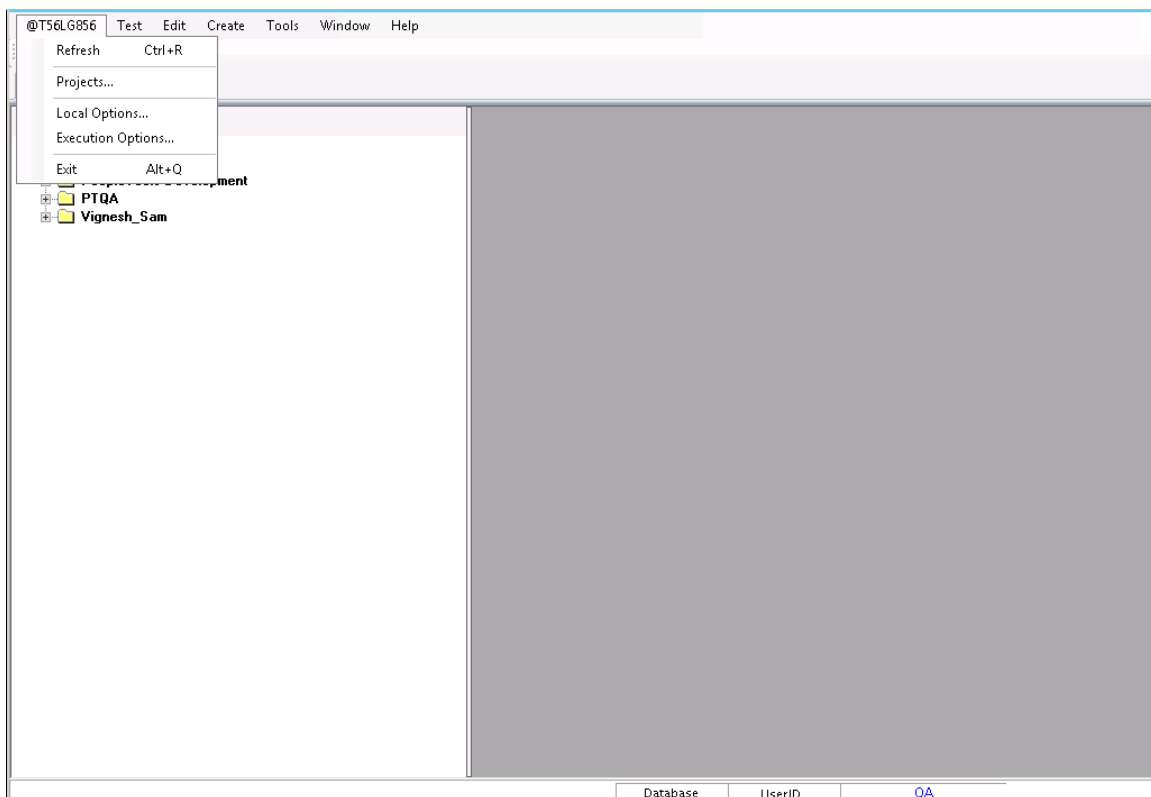 @T56LG856 Test Edit Create Tools Window Help
Refresh Ctrl+R
Projects...
Local Options...
Execution Options...
Exit Alt+Q
PTQA
Vignesh_Sam
Database UserID QA